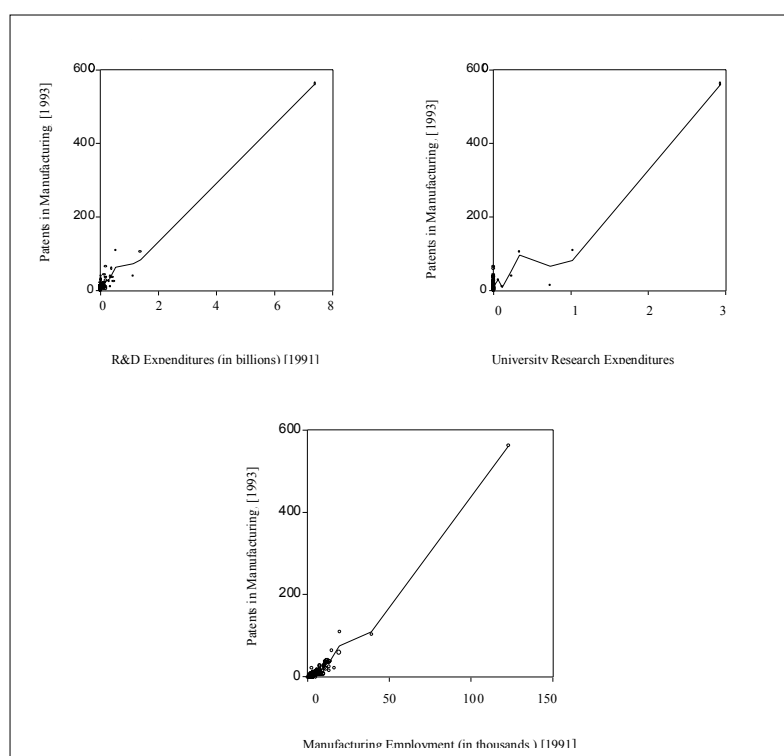 600
400
200
0
0 2 4 6 8
Patents in Manufacturing, [1993]
R&D Expenditures (in billions) [1991]
600
400
200
0
0 1 2 3
Patents in Manufacturing, [1993]
University Research Expenditures
600
400
200
0
0 50 100 150
Patents in Manufacturing, [1993]
Manufacturing Employment (in thousands ) [1991]